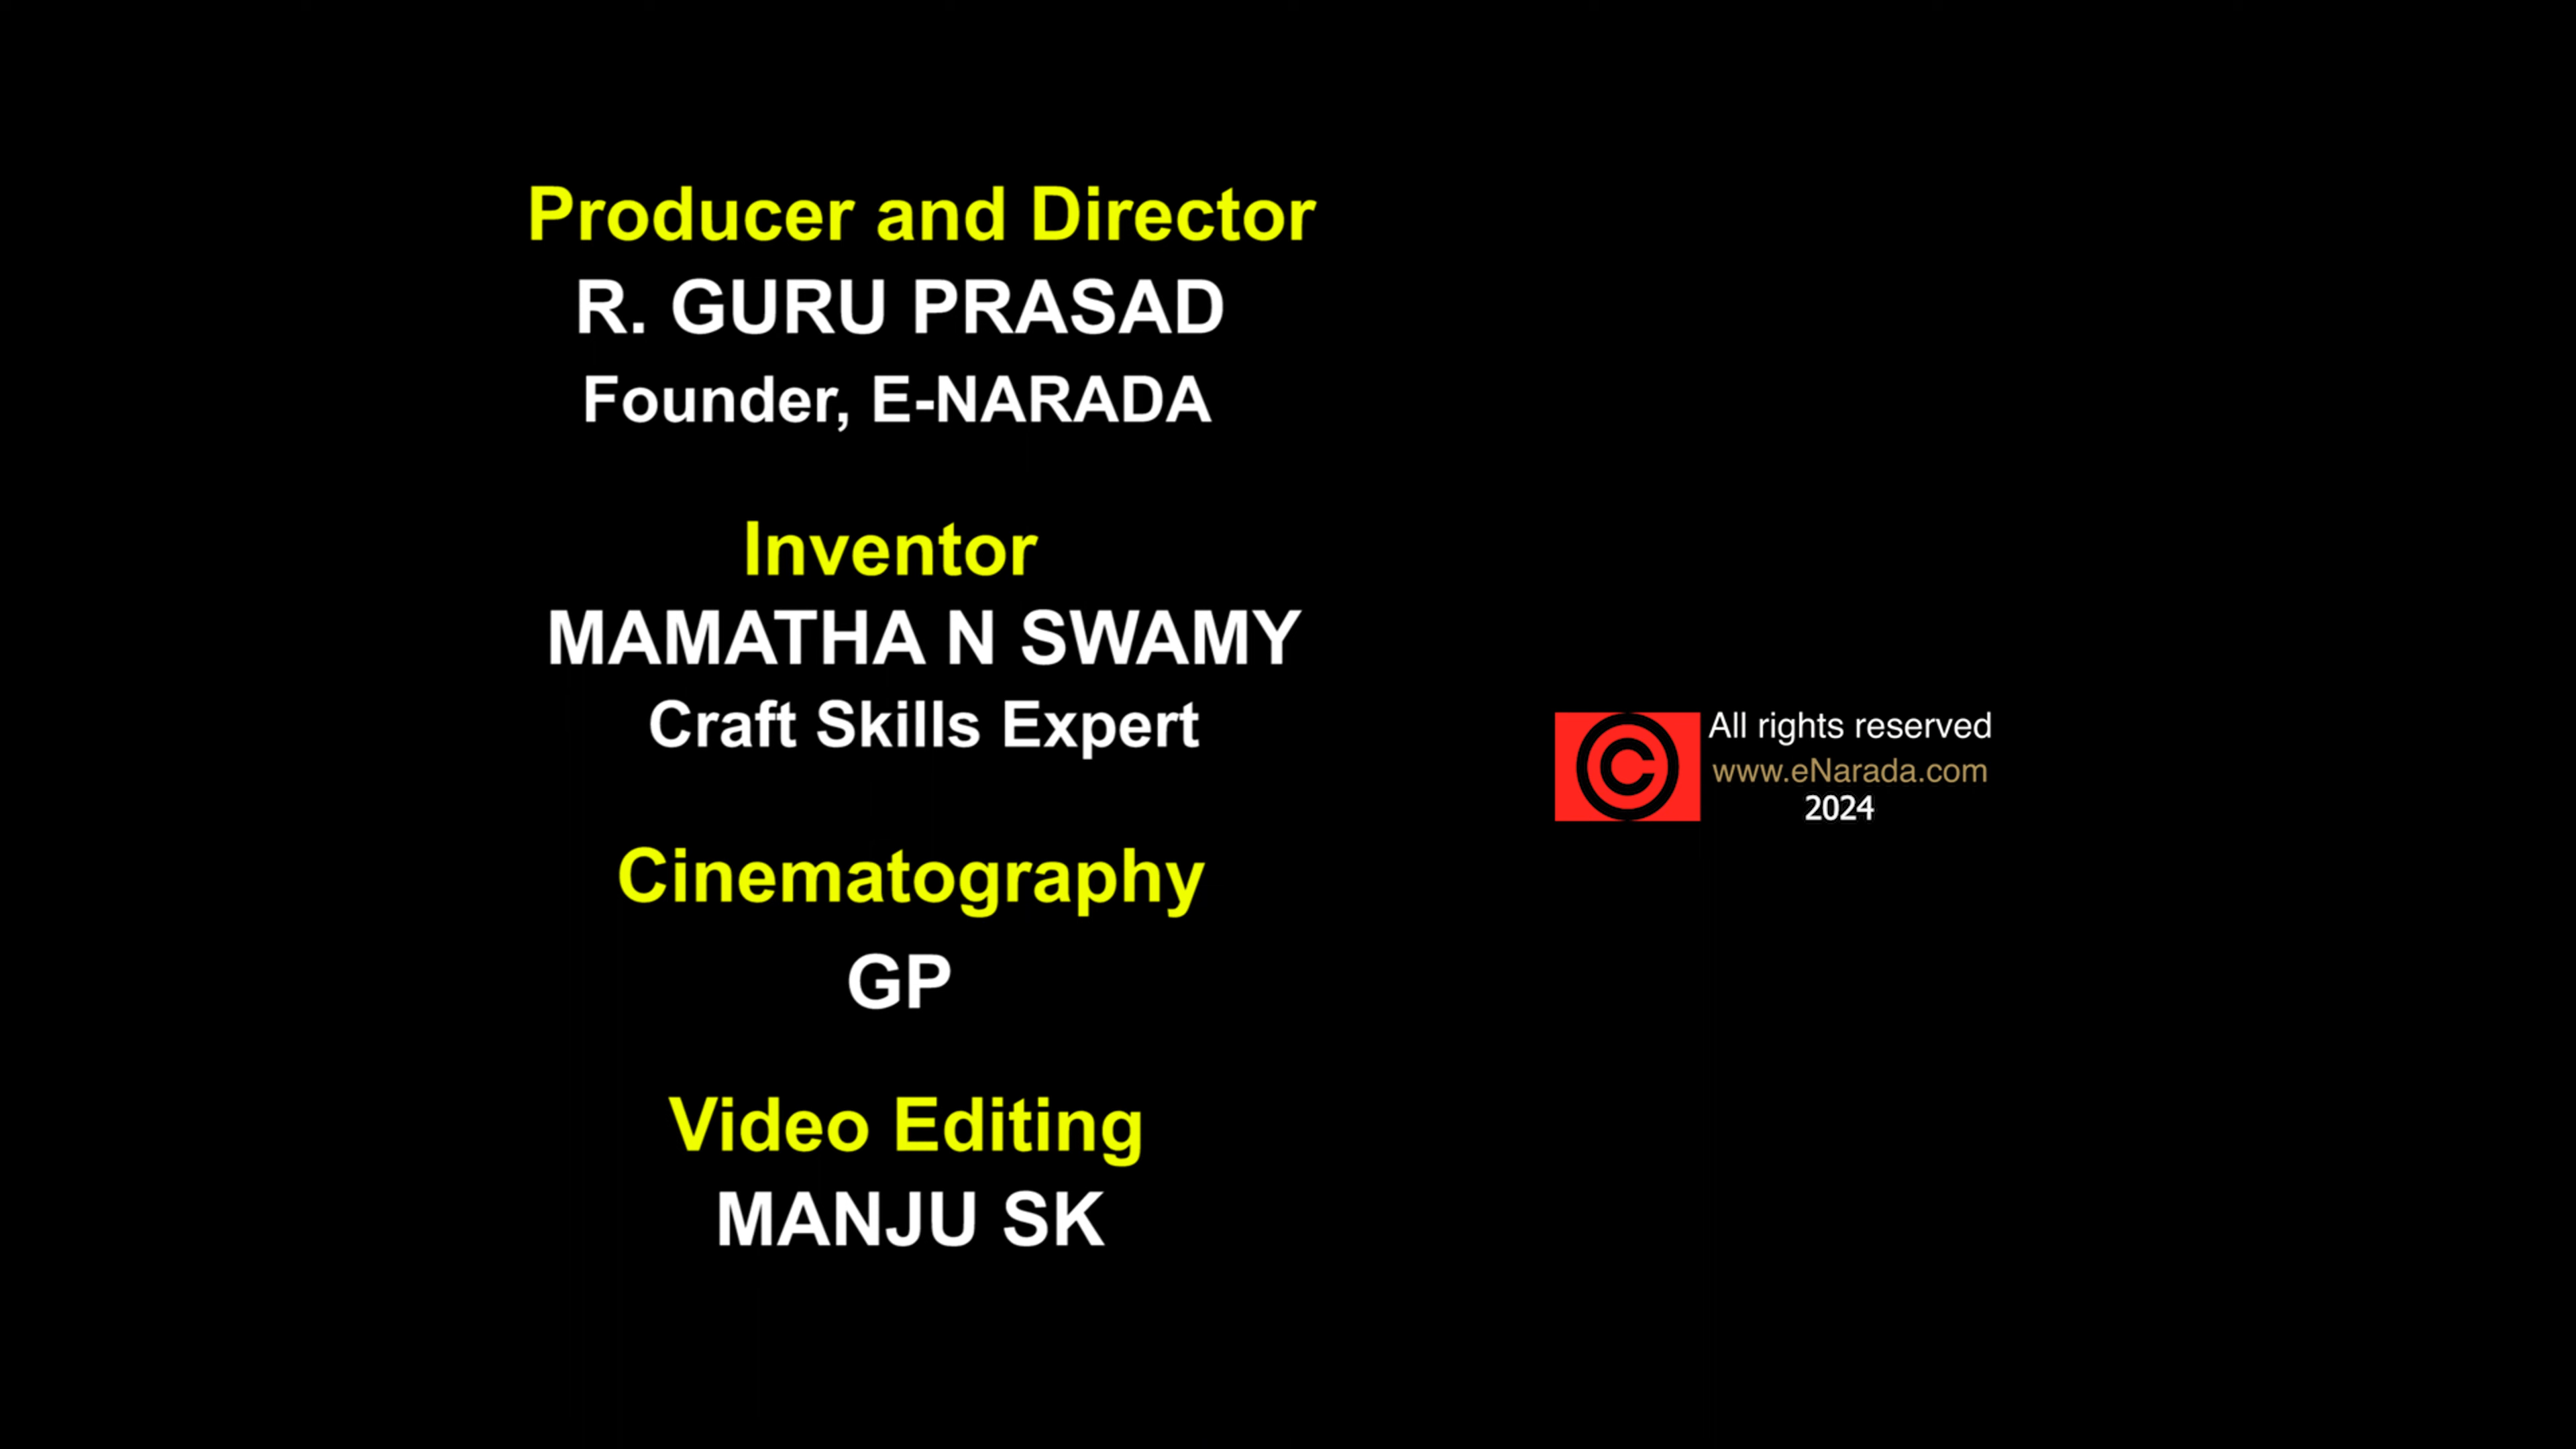 Producer and Director
R. GURU PRASAD
Founder, E-NARADA
Inventor
MAMATHA N SWAMY
Craft Skills Expert
Cinematography
GP
Video Editing
MANJU SK
© All rights reserved
www.eNarada.com
2024